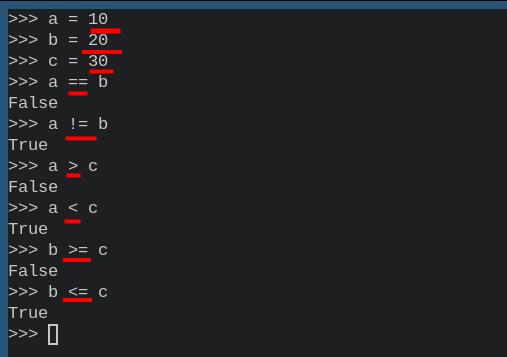 >>> a = 10
>>> b = 20
>>> c = 30
>>> a == b
False
>>> a != b
True
>>> a > c
False
>>> a < c
True
>>> b >= c
False
>>> b <= c
True
>>>